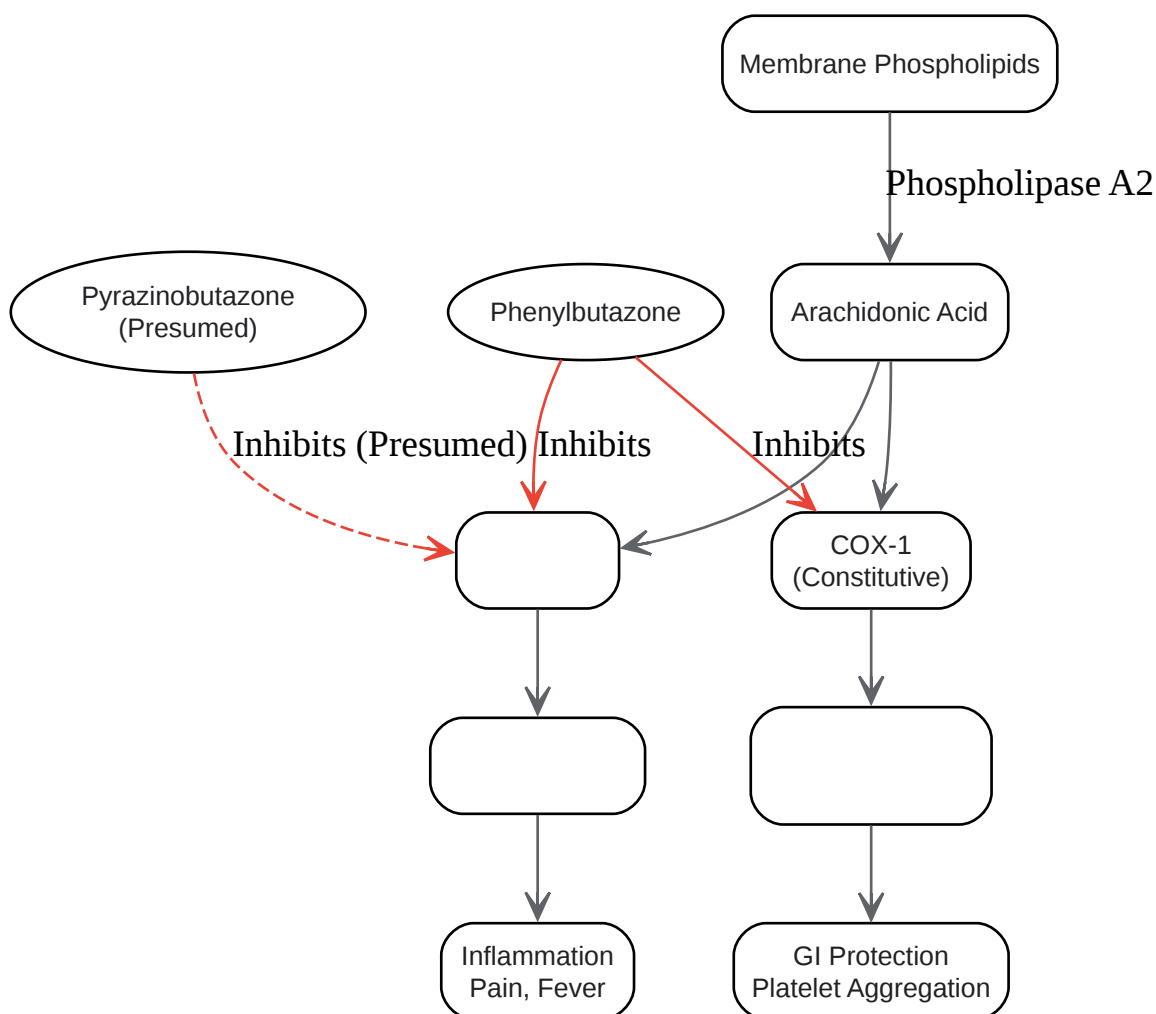 Membrane Phospholipids
Phospholipase A2
Pyrazinobutazone
(Presumed)
Phenylbutazone
Arachidonic Acid
Inhibits (Presumed)
Inhibits
Inhibits
COX-1
(Constitutive)
Inflammation
Pain, Fever
GI Protection
Platelet Aggregation